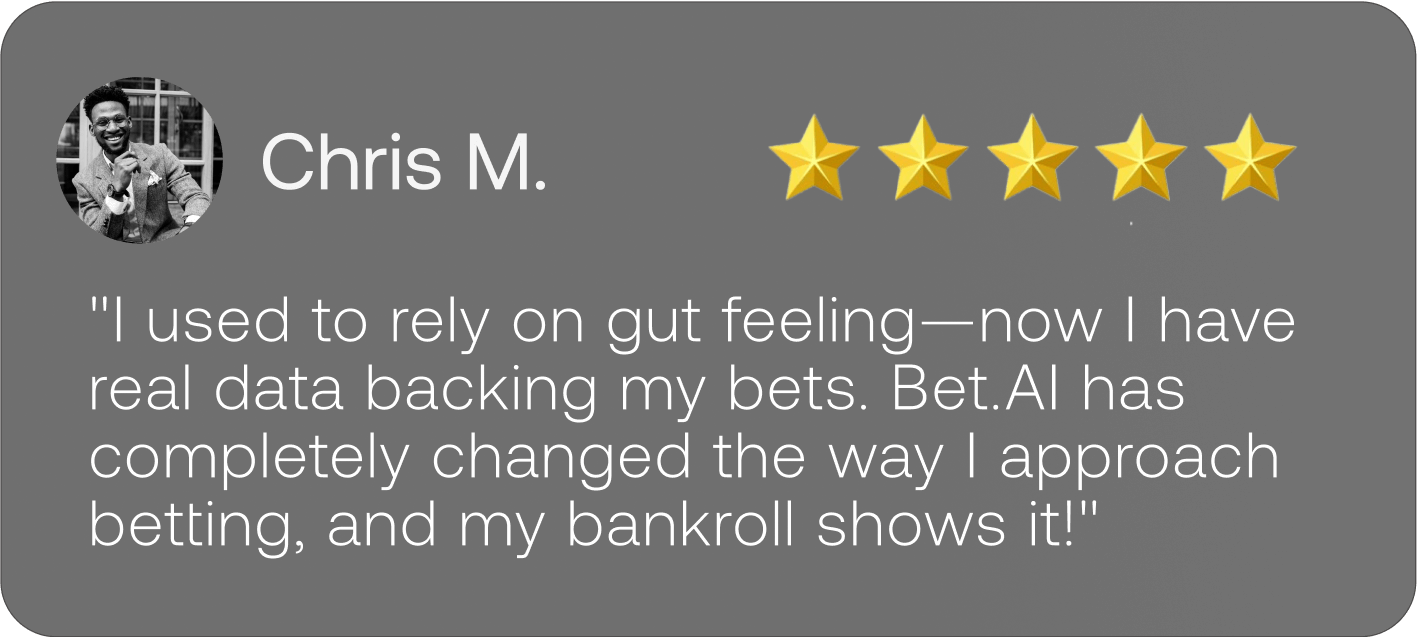 Chris M.
"I used to rely on gut feeling—now I have
real data backing my bets. Bet.AI has
completely changed the way I approach
betting, and my bankroll shows it!"